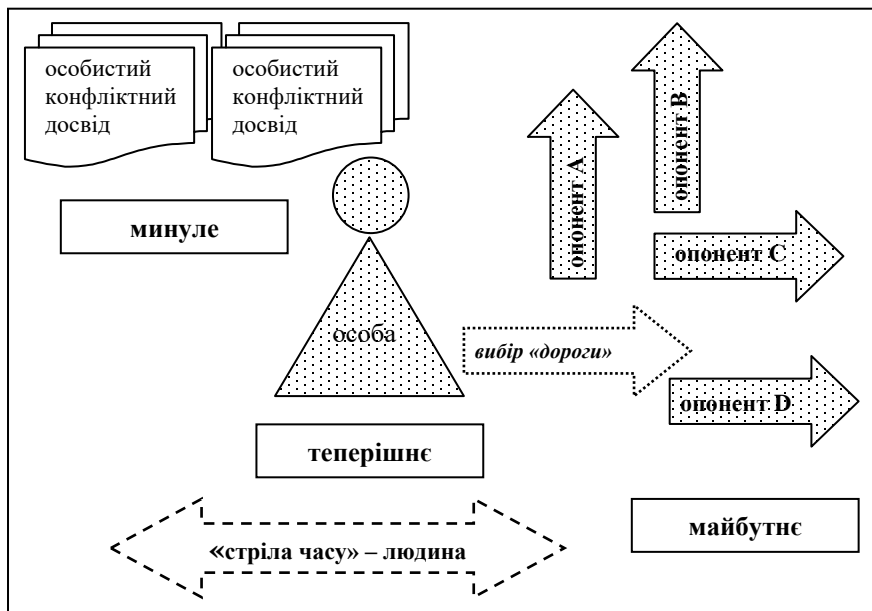 особистий
конфліктний
досвід
особистий
конфліктний
досвід
минуле
опонент А
опонент В
опонент С
особа
вибір «дороги»
опонент D
теперішнє
майбутнє
«стріла часу» – людина